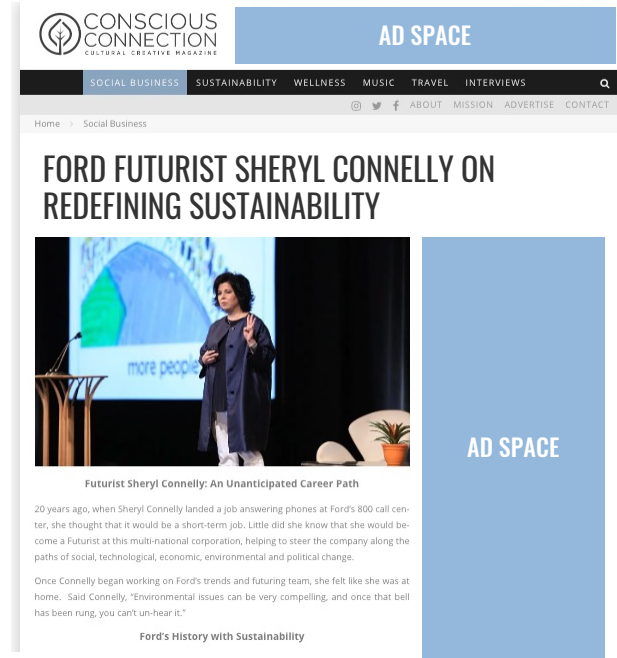 CONSCIOUS
CONNECTION
CULTURAL CREATIVE MAGAZINE
AD SPACE
SOCIAL BUSINESS SUSTAINABILITY WELLNESS MUSIC TRAVEL INTERVIEWS
ABOUT MISSION ADVERTISE CONTACT
Home > Social Business
FORD FUTURIST SHERYL CONNELLY ON
REDEFINING SUSTAINABILITY
more people
AD SPACE
Futurist Sheryl Connelly: An Unanticipated Career Path
20 years ago, when Sheryl Connelly landed a job answering phones at Ford's 800 call cen-
ter, she thought that it would be a short-term job. Little did she know that she would be-
come a Futurist at this multi-national corporation, helping to steer the company along the
paths of social, technological, economic, environmental and political change.
Once Connelly began working on Ford's trends and futuring team, she felt like she was at
home. Said Connelly, "Environmental issues can be very compelling, and once that bell
has been rung, you can't un-hear it."
Ford's History with Sustainability